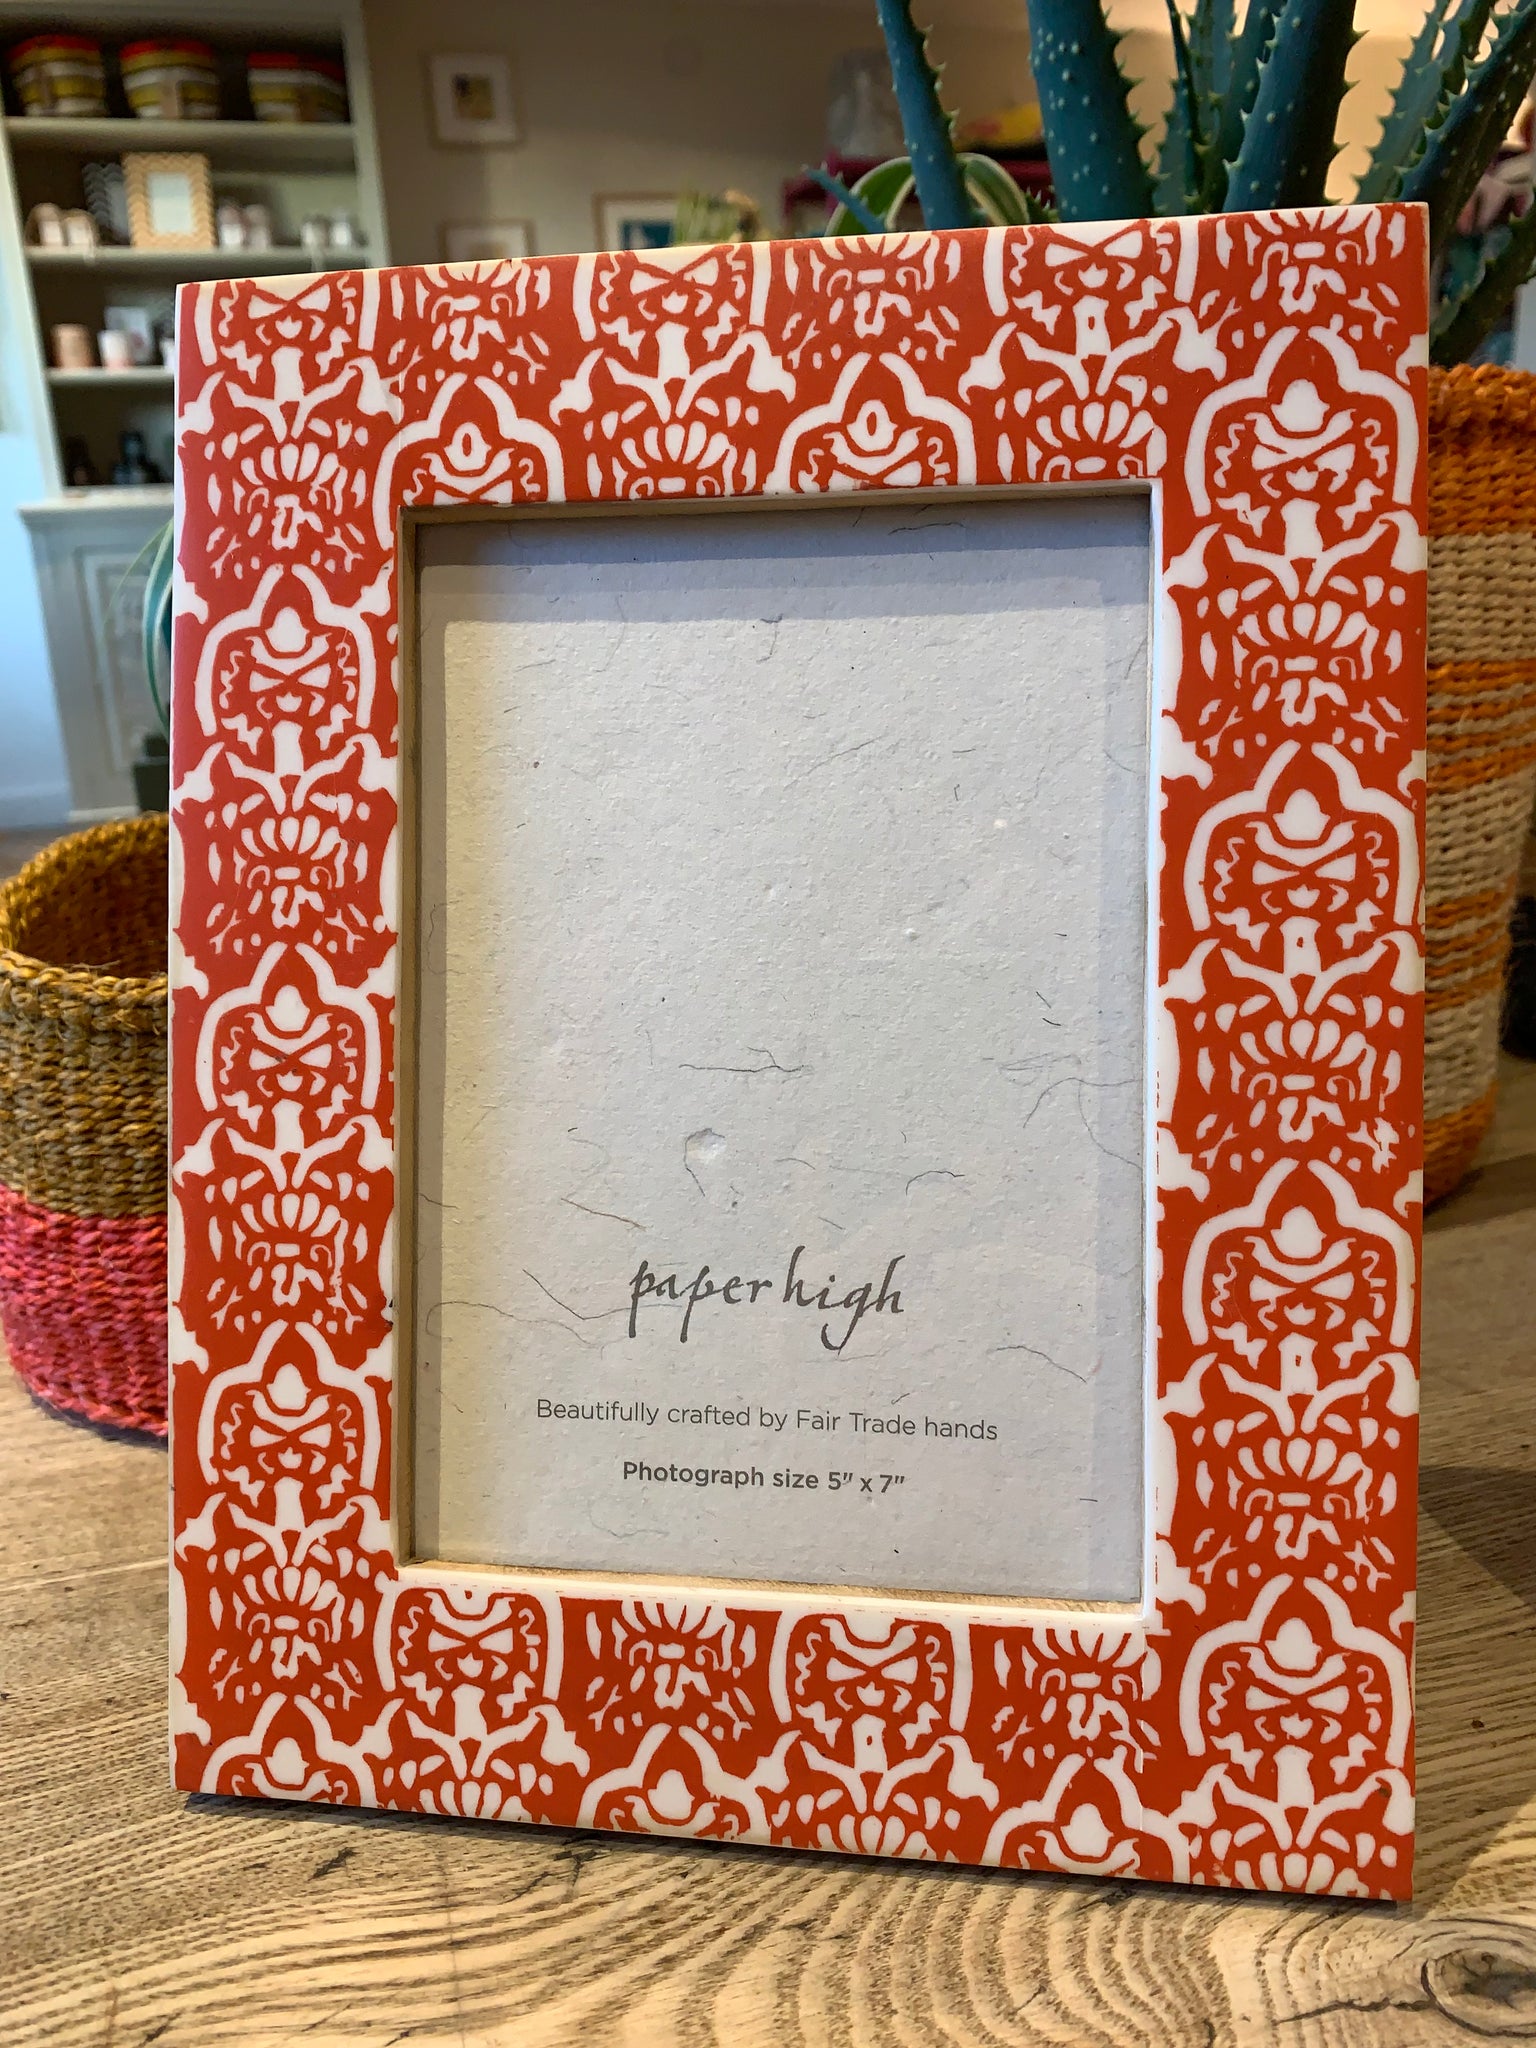 paper high
Beautifully crafted by Fair Trade hands
Photograph size 5" x 7"